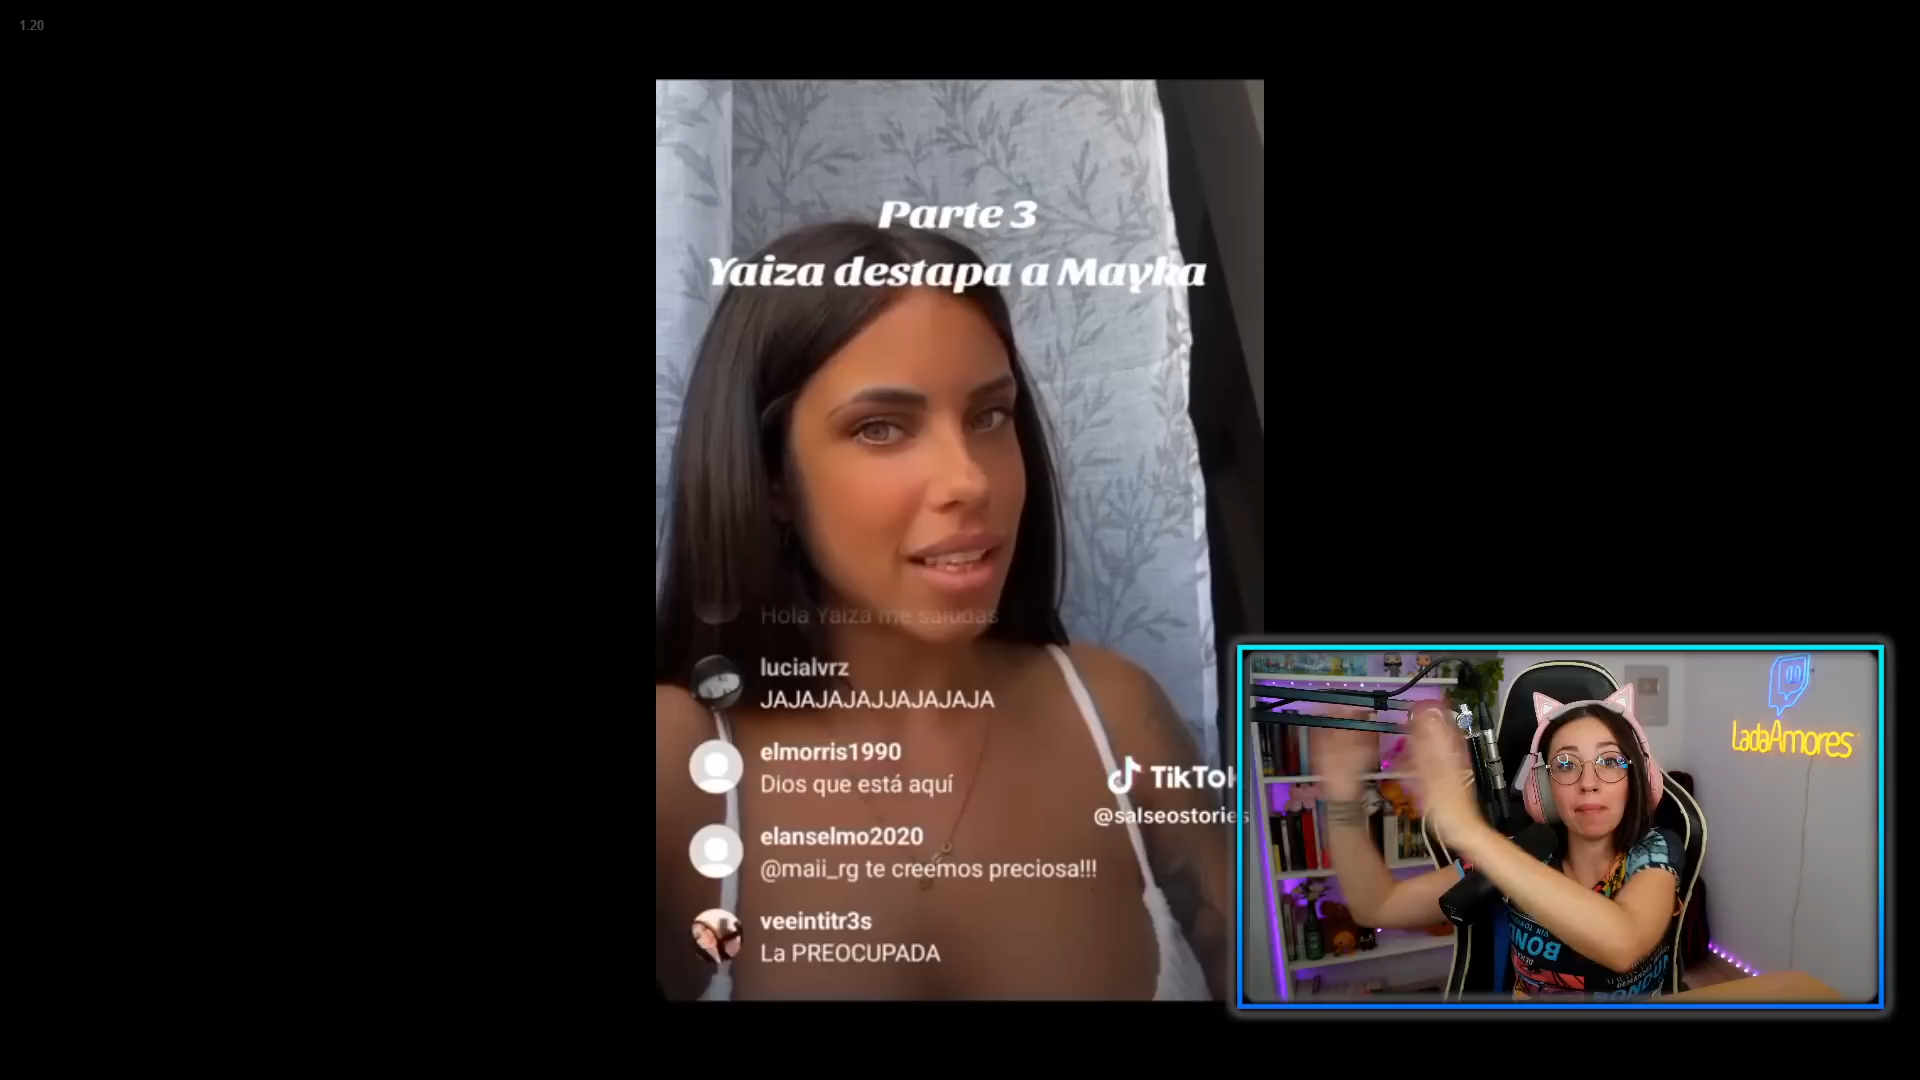 1.20
Parte 3
Yaiza destapa a Mayka
Hola Yaiza me saludas
lucialvrz
JAJAJAJAJJAJAJAJA
elmorris1990
Dios que está aquí
elanselmo2020
@maii_rg te creemos preciosa!!!
veeintitr3s
La PREOCUPADA
TikTok
@salseostories
LadaAmores
BOND